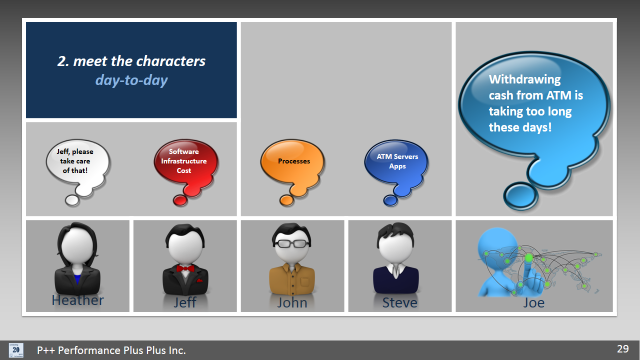 2. meet the characters
day-to-day
Withdrawing
cash from ATM is
taking too long
these days!
Jeff, please
take care
of that!
Software
Infrastructure
Cost
Processes
ATM Servers
Apps
Heather
Jeff
John
Steve
Joe
20
P++ Performance Plus Plus Inc.
29